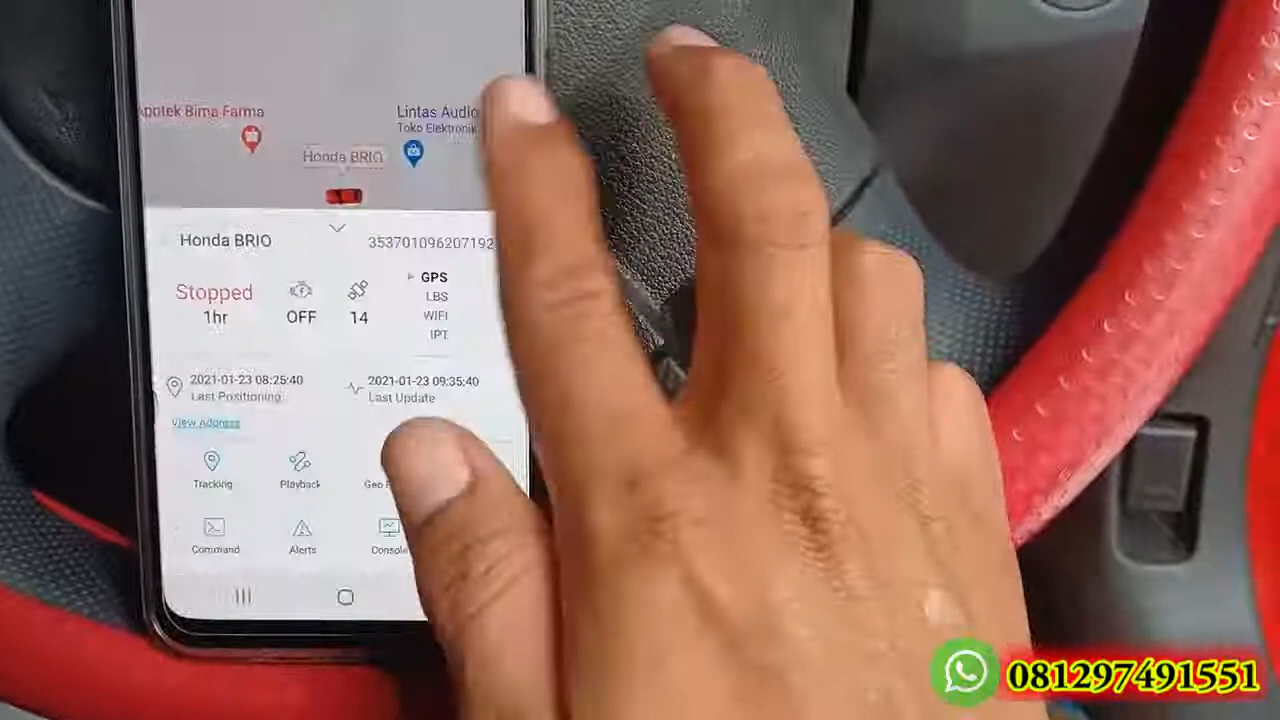 Apotek Bima Farma
Lintas Audio
Toko Elektronik
Honda BRIO
Honda BRIO
353701096207192
Stopped
1hr
OFF
14
GPS
LBS
WIFI
IPT
2021-01-23 08:25:40
Last Positioning
2021-01-23 09:35:40
Last Update
View Address
Tracking
Playback
Geo
Command
Alerts
Console
081297491551